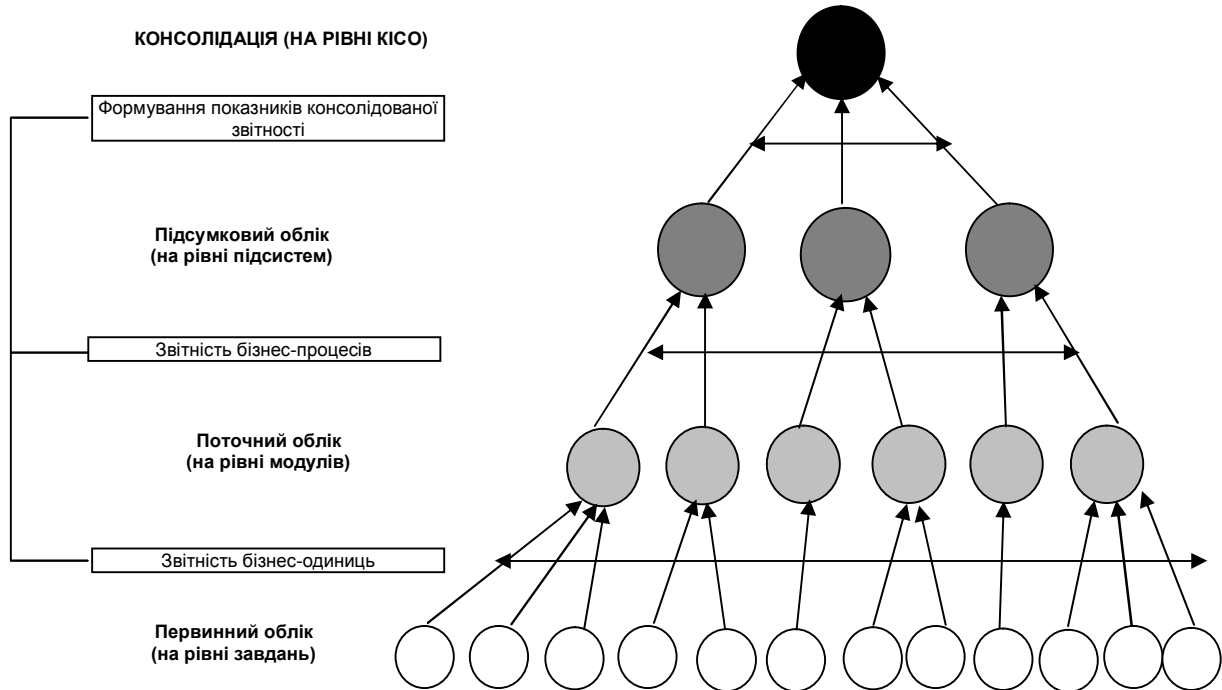 КОНСОЛІДАЦІЯ (НА РІВНІ КІСО)
Формування показників консолідованої
звітності
Підсумковий облік
(на рівні підсистем)
Звітність бізнес-процесів
Поточний облік
(на рівні модулів)
Звітність бізнес-одиниць
Первинний облік
(на рівні завдань)